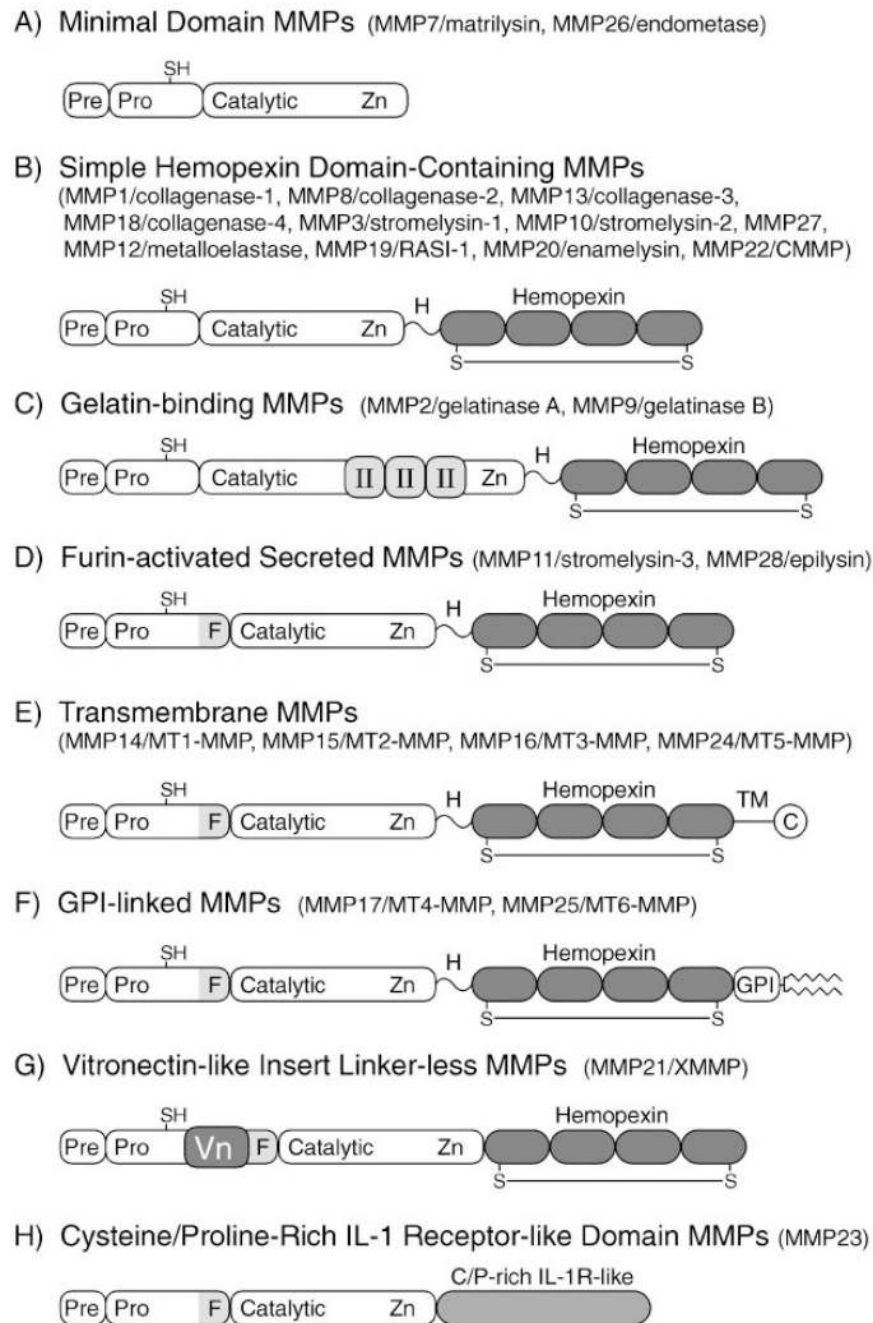 A) Minimal Domain MMPs (MMP7/matrilysin, MMP26/endometase)
SH
Pre Pro Catalytic Zn
B) Simple Hemopexin Domain-Containing MMPs
(MMP1/collagenase-1, MMP8/collagenase-2, MMP13/collagenase-3,
MMP18/collagenase-4, MMP3/stromelysin-1, MMP10/stromelysin-2, MMP27,
MMP12/metalloelastase, MMP19/RASI-1, MMP20/enamelysin, MMP22/CMMP)
SH H Hemopexin
Pre Pro Catalytic Zn
S S
C) Gelatin-binding MMPs (MMP2/gelatinase A, MMP9/gelatinase B)
SH H Hemopexin
Pre Pro Catalytic II II II Zn
S S
D) Furin-activated Secreted MMPs (MMP11/stromelysin-3, MMP28/epilysin)
SH H Hemopexin
Pre Pro F Catalytic Zn
S S
E) Transmembrane MMPs
(MMP14/MT1-MMP, MMP15/MT2-MMP, MMP16/MT3-MMP, MMP24/MT5-MMP)
SH H Hemopexin TM
Pre Pro F Catalytic Zn C
S S
F) GPI-linked MMPs (MMP17/MT4-MMP, MMP25/MT6-MMP)
SH H Hemopexin
Pre Pro F Catalytic Zn GPI
S S
G) Vitronectin-like Insert Linker-less MMPs (MMP21/XMMP)
SH Hemopexin
Pre Pro Vn F Catalytic Zn
S S
H) Cysteine/Proline-Rich IL-1 Receptor-like Domain MMPs (MMP23)
C/P-rich IL-1R-like
Pre Pro F Catalytic Zn